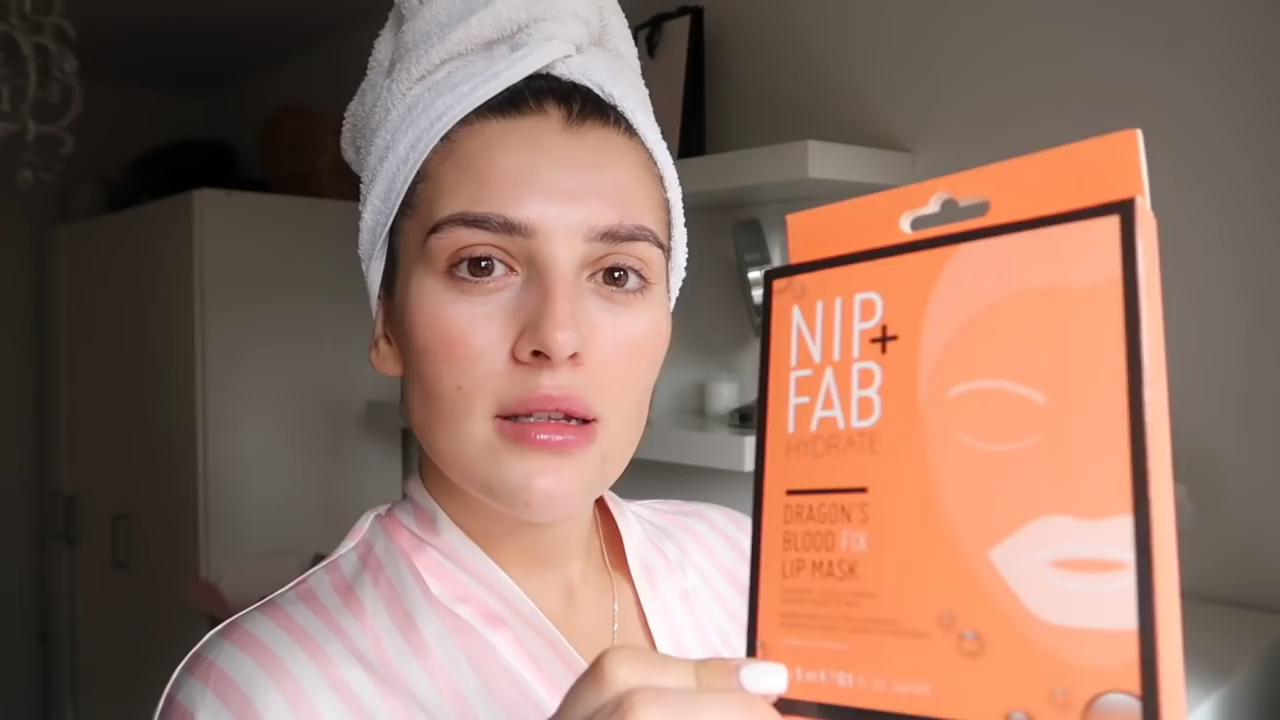 NIP+
FAB
HYDRATE
DRAGON'S
BLOOD FIX
LIP MASK